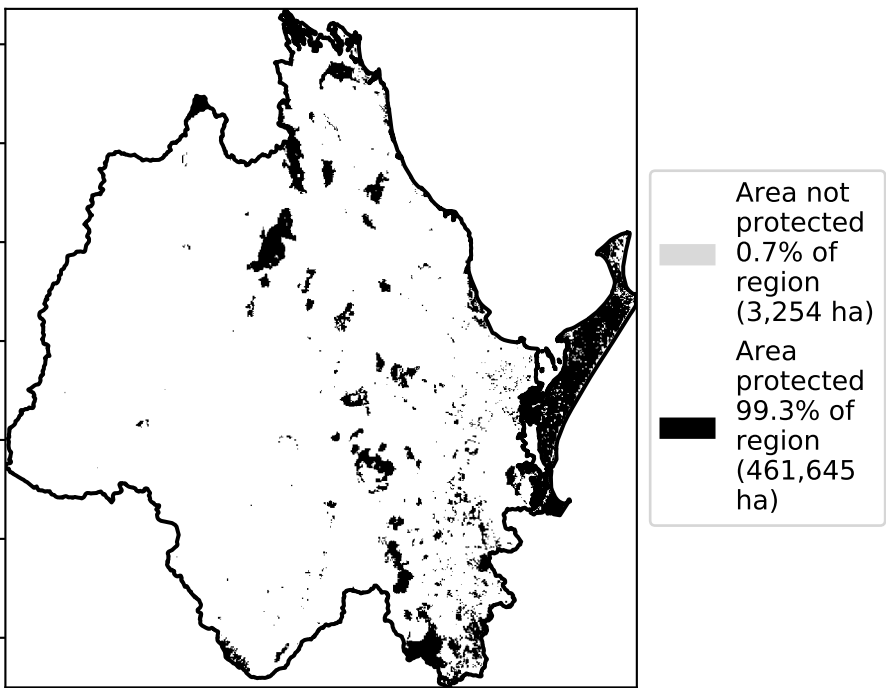 Area not
protected
0.7% of
region
(3,254 ha)
Area
protected
99.3% of
region
(461,645
ha)